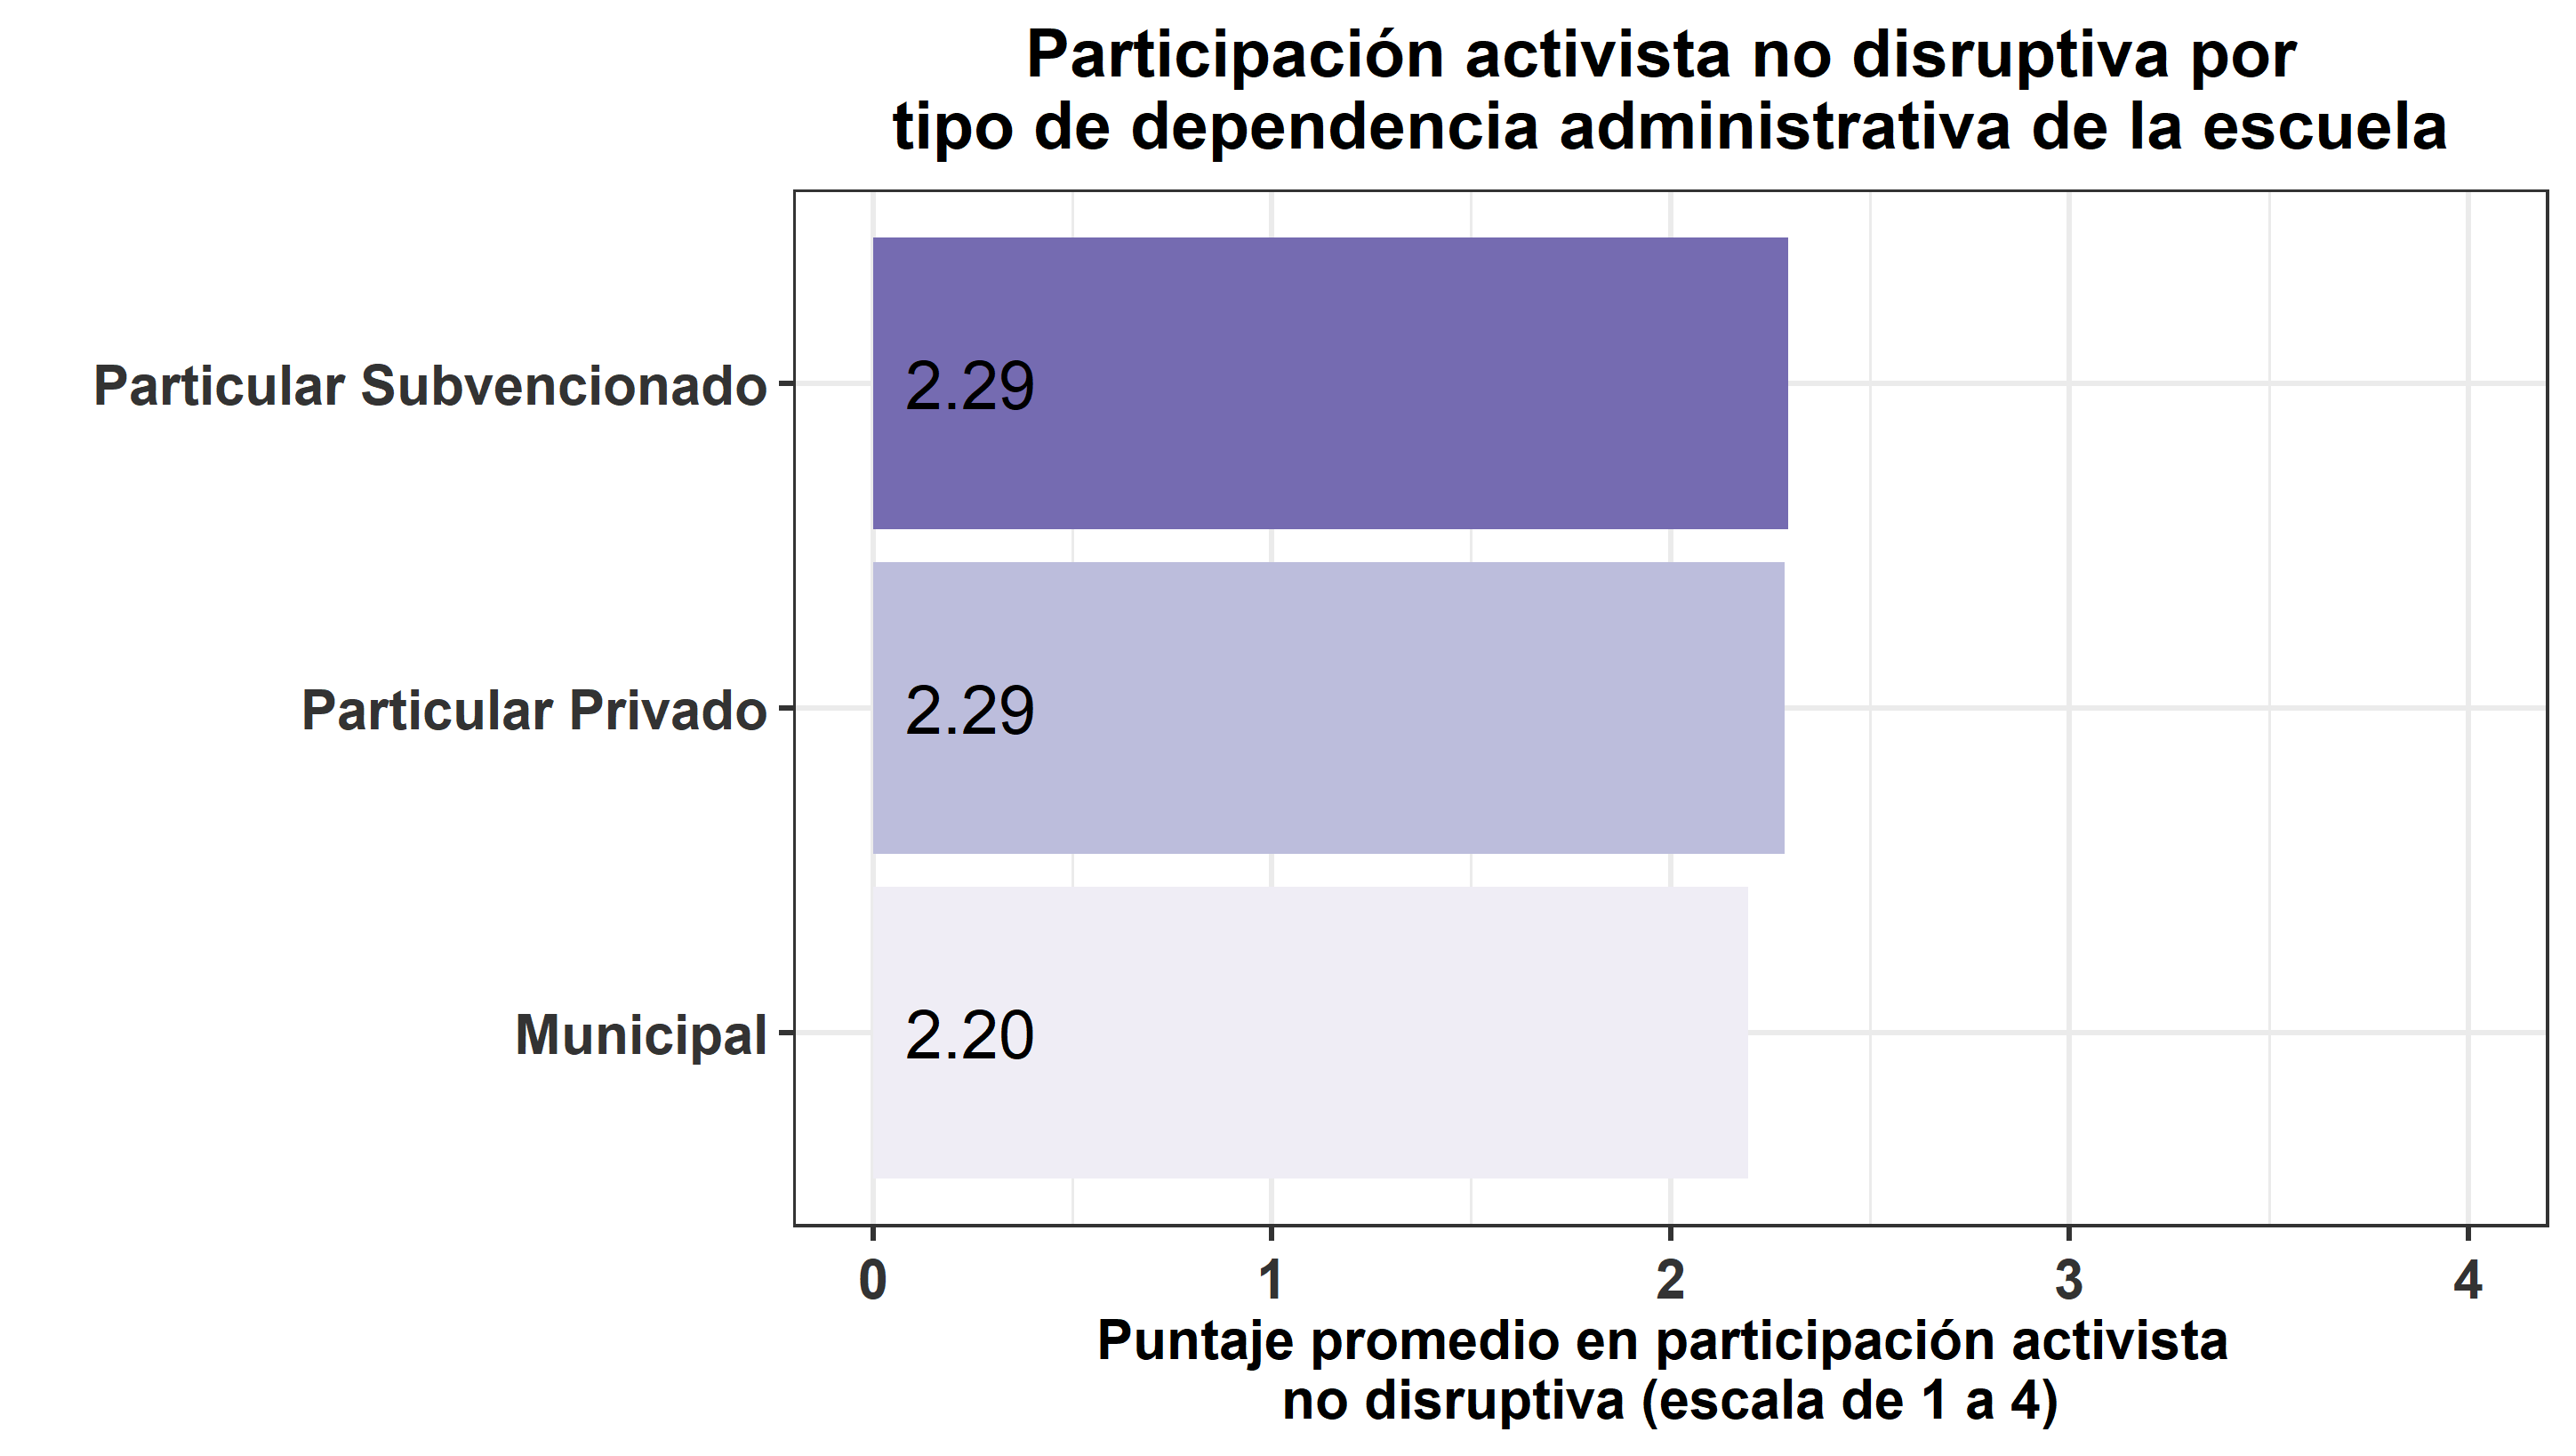 Participación activista no disruptiva por
tipo de dependencia administrativa de la escuela
Particular Subvencionado
2.29
Particular Privado
2.29
Municipal
2.20
0 1 2 3 4
Puntaje promedio en participación activista
no disruptiva (escala de 1 a 4)